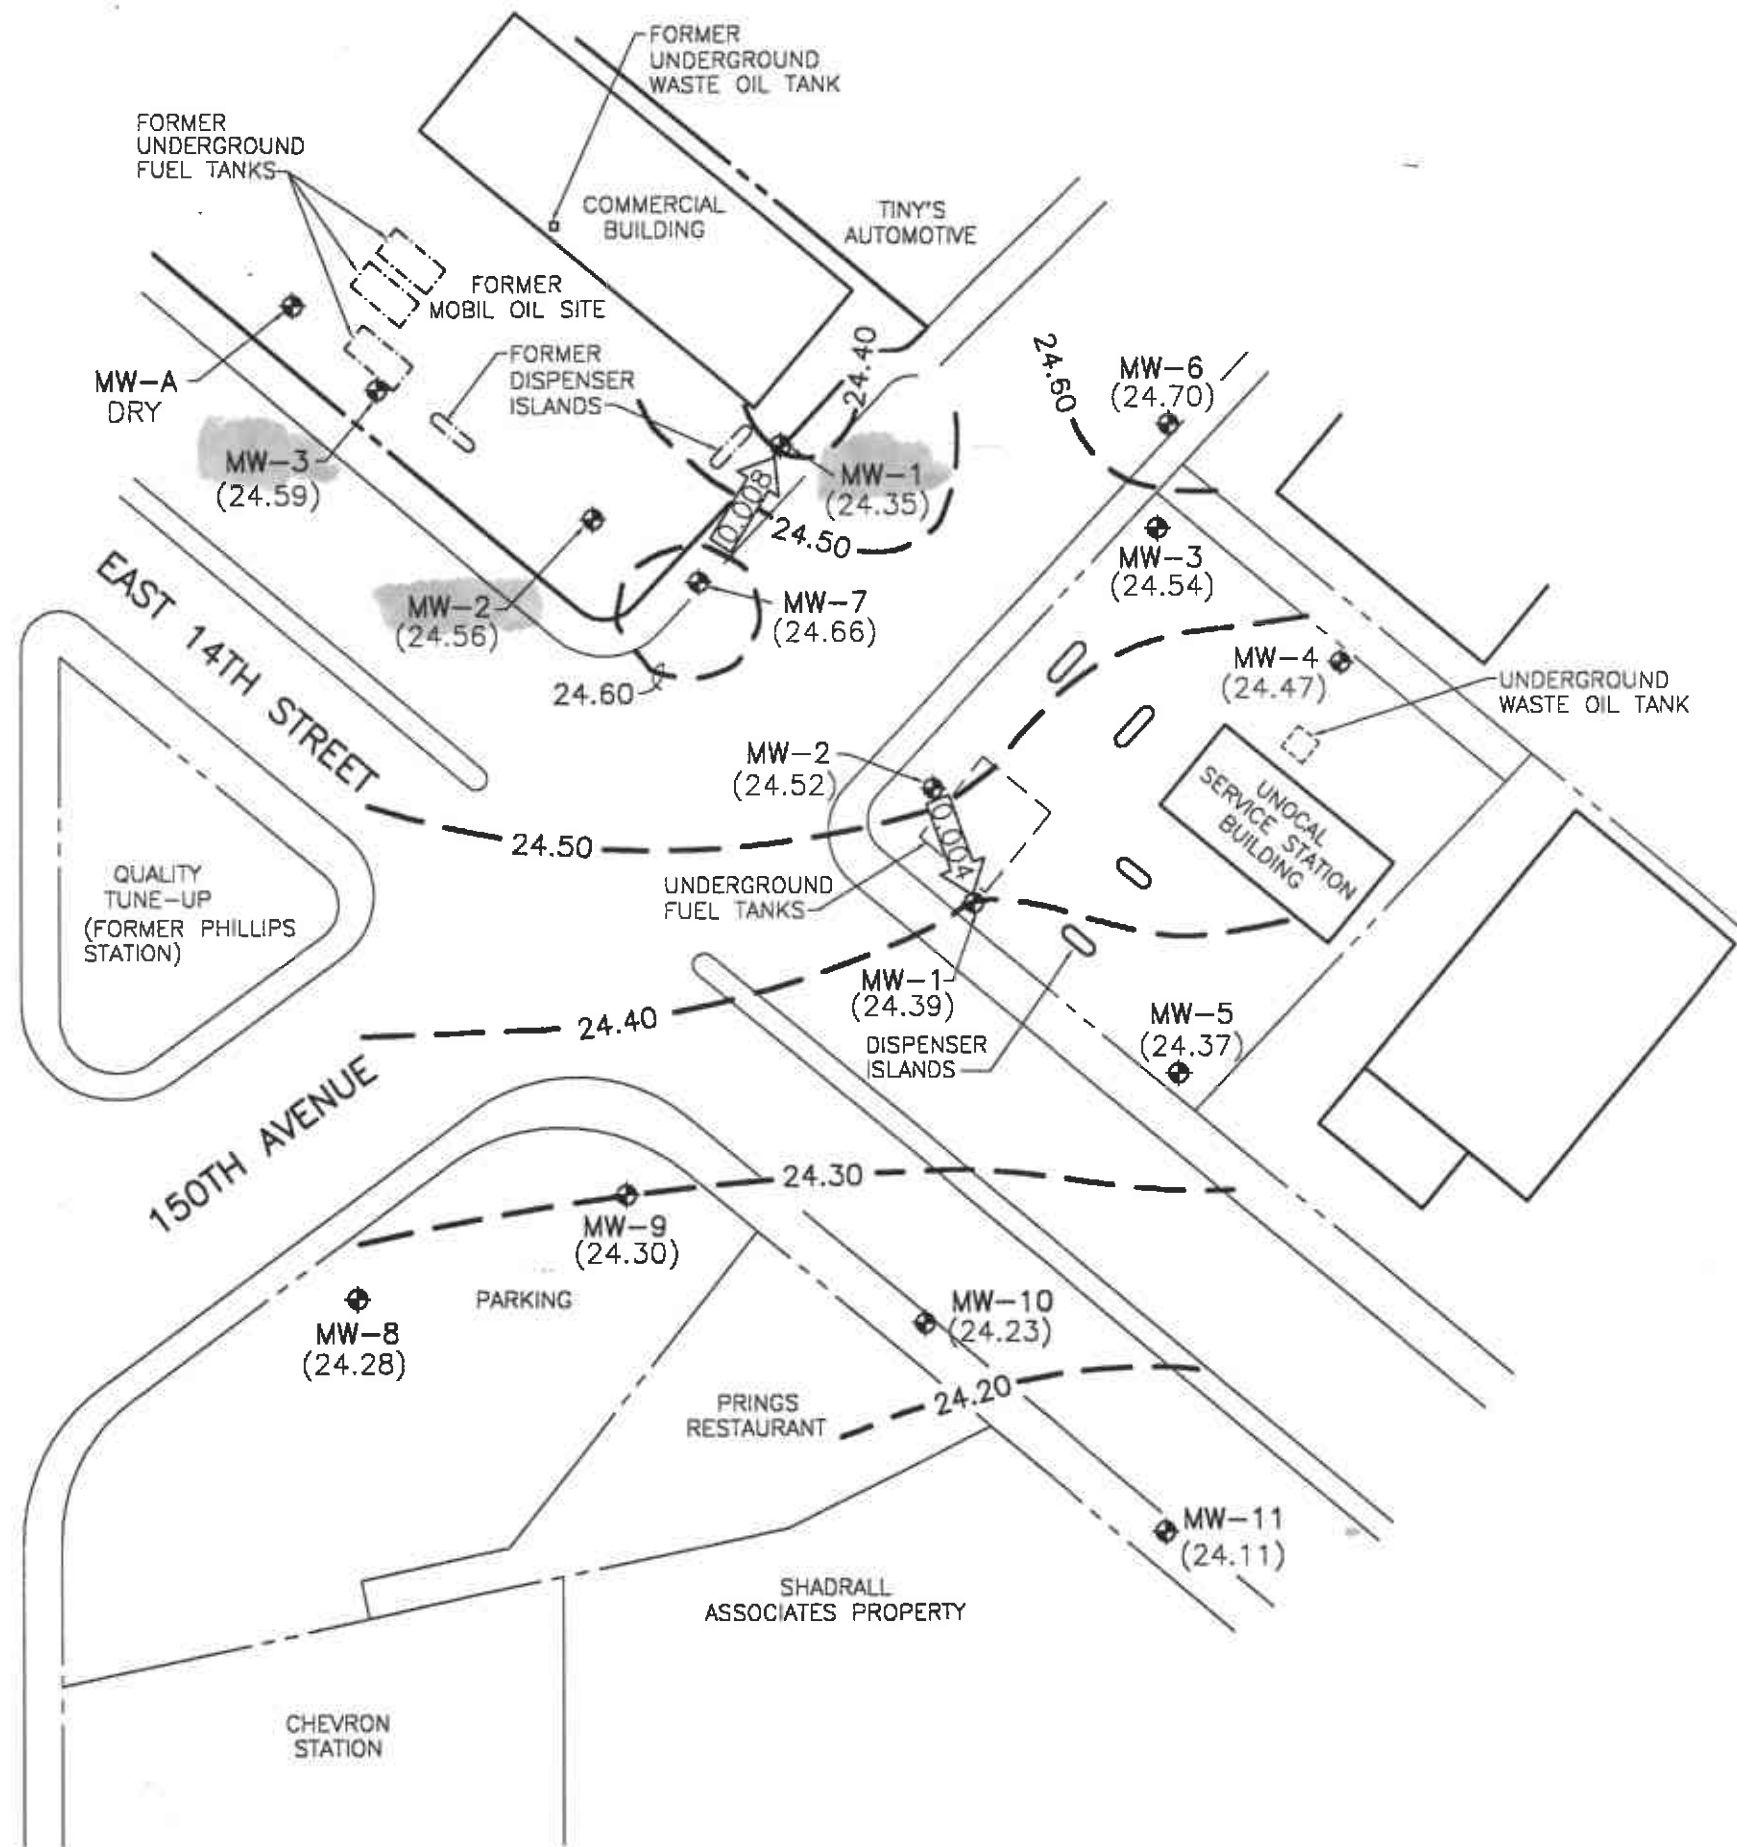 FORMER
UNDERGROUND
WASTE OIL TANK
FORMER
UNDERGROUND
FUEL TANKS
COMMERCIAL
BUILDING
TINY'S
AUTOMOTIVE
FORMER
MOBIL OIL SITE
FORMER
DISPENSER
ISLANDS
24.40
24.60
MW-6
(24.70)
MW-A
DRY
MW-3
(24.59)
MW-1
(24.35)
0.008
24.50
MW-3
(24.54)
MW-2
(24.56)
MW-7
(24.66)
24.60
MW-4
(24.47)
UNDERGROUND
WASTE OIL TANK
EAST 14TH STREET
MW-2
(24.52)
UNOCAL
SERVICE STATION
BUILDING
24.50
0.004
QUALITY
TUNE-UP
(FORMER PHILLIPS
STATION)
UNDERGROUND
FUEL TANKS
MW-1
(24.39)
24.40
DISPENSER
ISLANDS
MW-5
(24.37)
150TH AVENUE
24.30
MW-9
(24.30)
PARKING
MW-8
(24.28)
MW-10
(24.23)
24.20
PRINGS
RESTAURANT
MW-11
(24.11)
SHADRALL
ASSOCIATES PROPERTY
CHEVRON
STATION